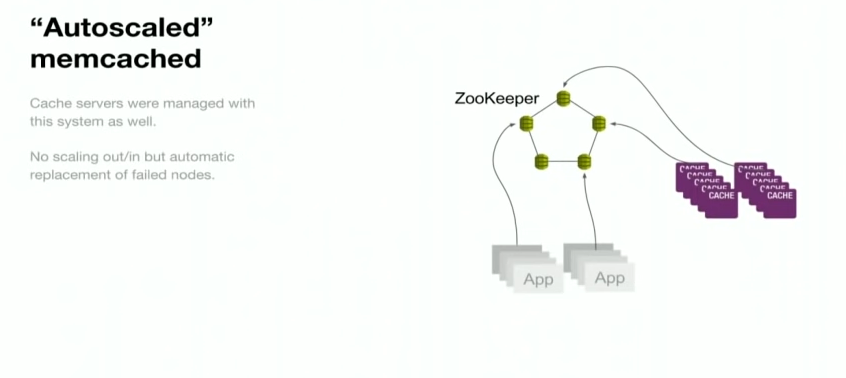 “Autoscaled”
memcached
Cache servers were managed with
this system as well.
No scaling out/in but automatic
replacement of failed nodes.
ZooKeeper
CACHE
CACHE
CACHE
CACHE
CACHE
CACHE
CACHE
CACHE
CACHE
CACHE
App
App